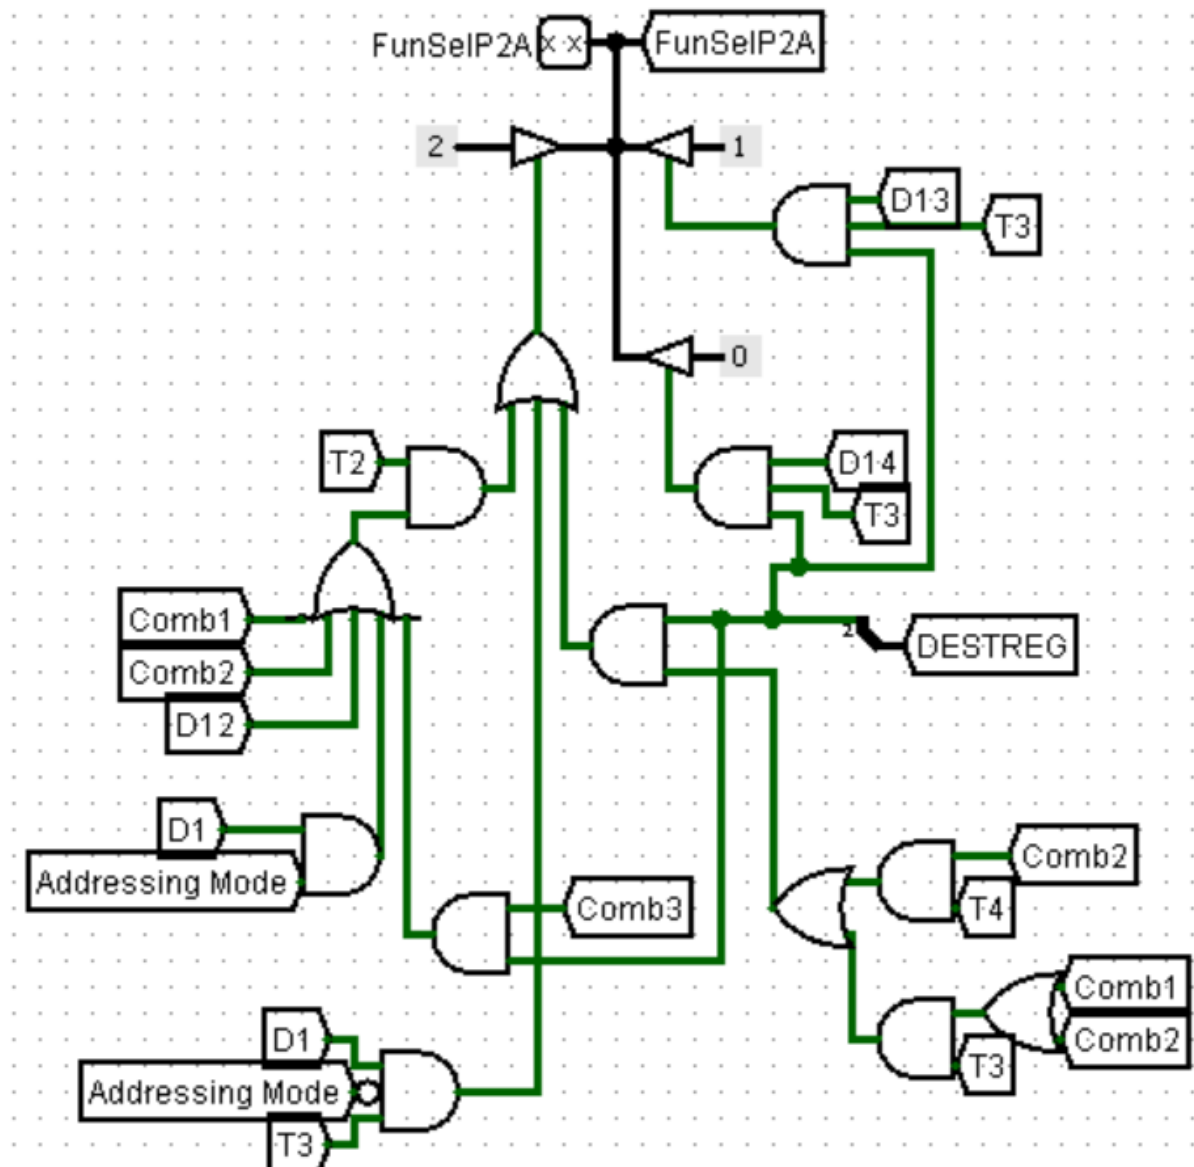 FunSelP2A
x x
FunSelP2A
2
1
D13
T3
0
T2
D14
T3
Comb1
Comb2
D12
2
DESTREG
D1
Addressing Mode
Comb3
Comb2
T4
Comb1
Comb2
T3
D1
Addressing Mode
T3